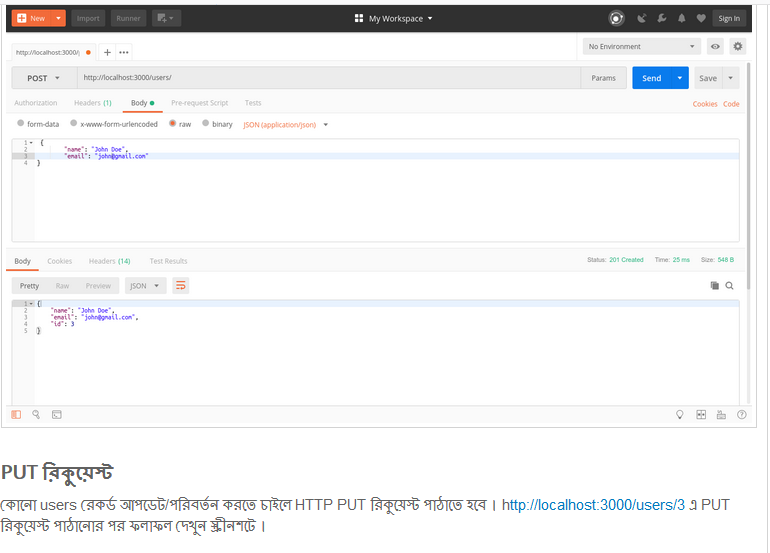 New Import Runner My Workspace Sign In
http://localhost:3000/ No Environment
POST http://localhost:3000/users/ Params Send Save
Authorization Headers (1) Body Pre-request Script Tests Cookies Code
form-data x-www-form-urlencoded raw binary JSON (application/json)
1 {
2 "name": "John Doe",
3 "email": "john@gmail.com"
4 }
Body Cookies Headers (14) Test Results Status: 201 Created Time: 25 ms Size: 548 B
Pretty Raw Preview JSON
1 {
2 "name": "John Doe",
3 "email": "john@gmail.com",
4 "id": 3
5 }
PUT রিকুয়েস্ট
কোনো users রেকর্ড আপডেট/পরিবর্তন করতে চাইলে HTTP PUT রিকুয়েস্ট পাঠাতে হবে । http://localhost:3000/users/3 এ PUT
রিকুয়েস্ট পাঠানোর পর ফলাফল দেখুন স্ক্রীনশটে ।